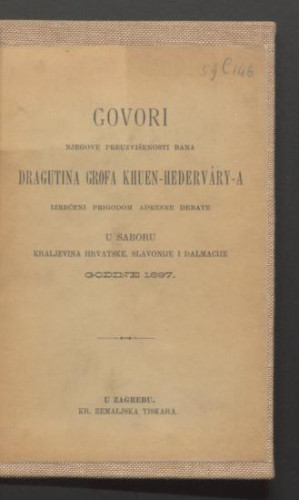 GOVORI
NJEGOVE PREUZVIŠENOSTI BANA
DRAGUTINA GROFA KHUEN-HEDERVÁRY-A
IZREČENI PRIGODOM ADRESNE DEBATE
U SABORU
KRALJEVINA HRVATSKE, SLAVONIJE I DALMACIJE
GODINE 1897.
U ZAGREBU.
KR. ZEMALJSKA TISKARA.